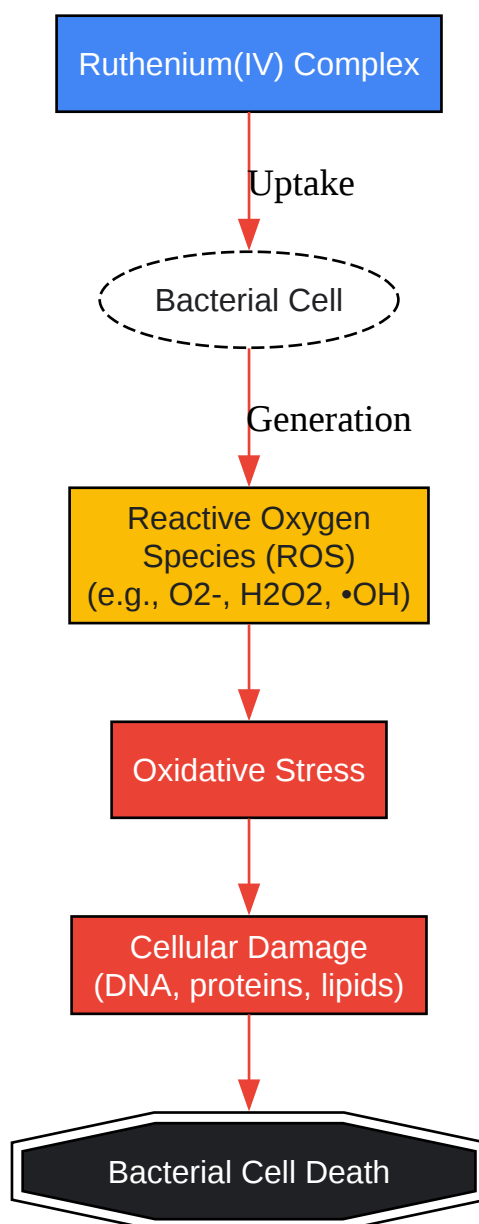 Ruthenium(IV) Complex
Uptake
Bacterial Cell
Generation
Reactive Oxygen
Species (ROS)
(e.g., O2-, H2O2, •OH)
Oxidative Stress
Cellular Damage
(DNA, proteins, lipids)
Bacterial Cell Death